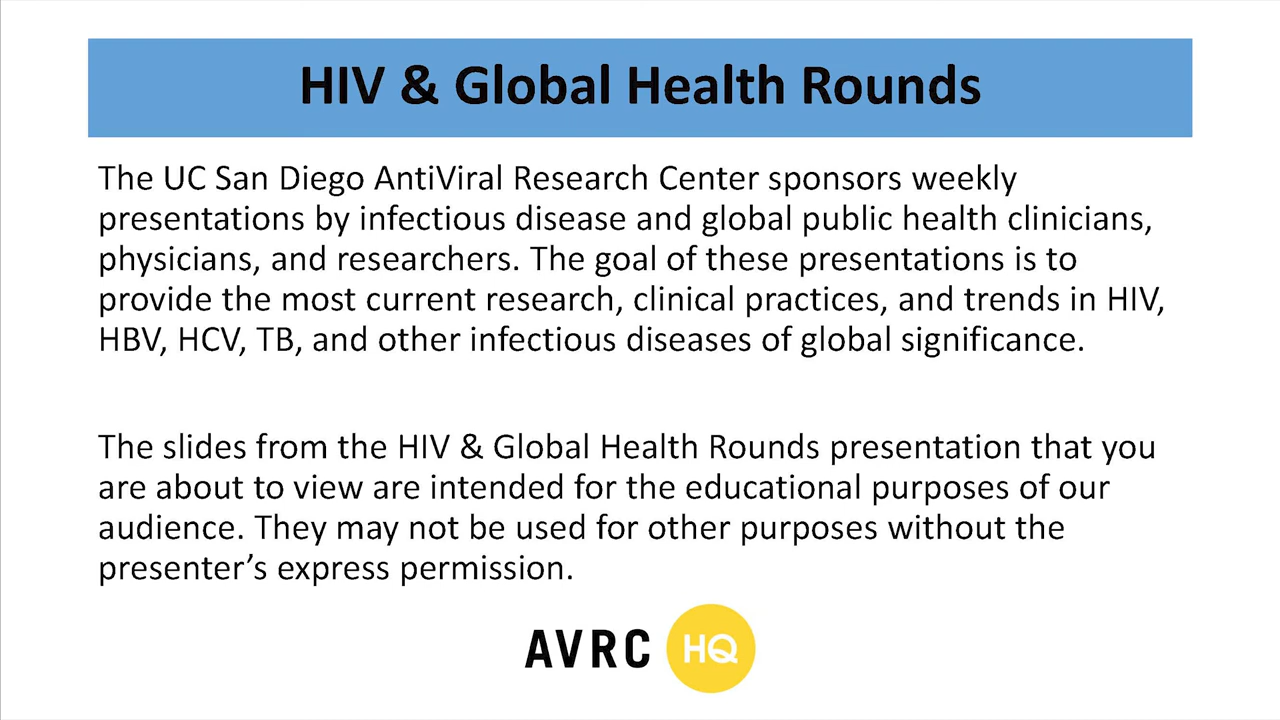 HIV & Global Health Rounds
The UC San Diego AntiViral Research Center sponsors weekly
presentations by infectious disease and global public health clinicians,
physicians, and researchers. The goal of these presentations is to
provide the most current research, clinical practices, and trends in HIV,
HBV, HCV, TB, and other infectious diseases of global significance.
The slides from the HIV & Global Health Rounds presentation that you
are about to view are intended for the educational purposes of our
audience. They may not be used for other purposes without the
presenter’s express permission.
AVRC HQ